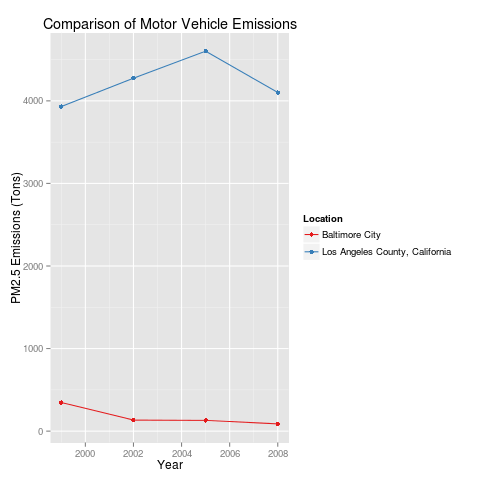 Comparison of Motor Vehicle Emissions
PM2.5 Emissions (Tons)
4000
3000
2000
1000
0
2000 2002 2004 2006 2008
Year
Location
Baltimore City
Los Angeles County, California